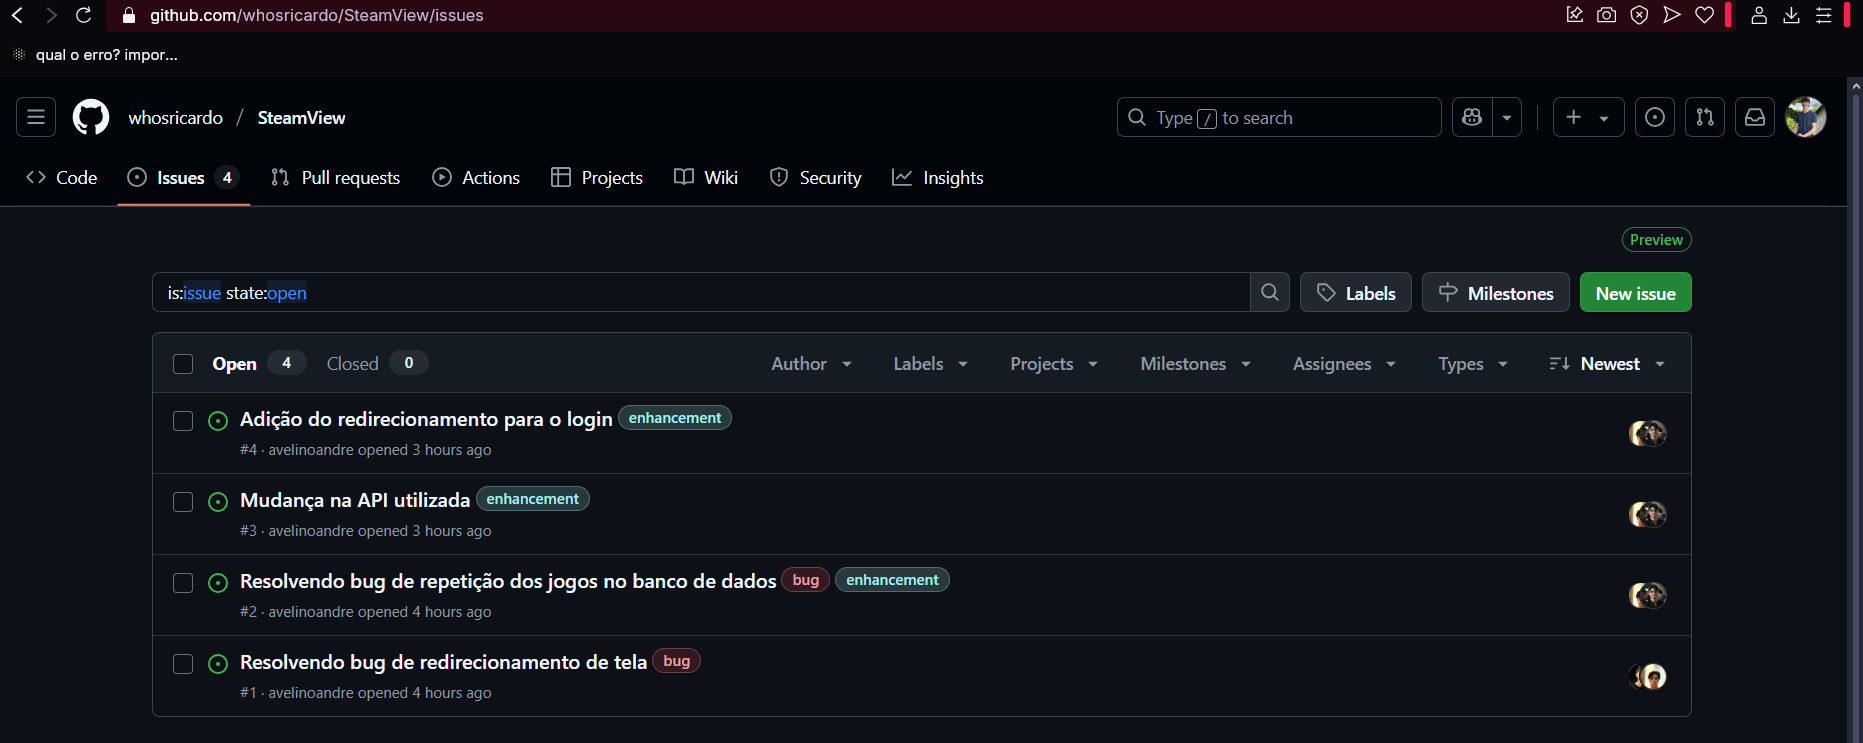 github.com/whosricardo/SteamView/issues
qual o erro? impor...
whosricardo / SteamView
Type / to search
Code
Issues 4
Pull requests
Actions
Projects
Wiki
Security
Insights
Preview
is:issue state:open
Labels
Milestones
New issue
Open 4
Closed 0
Author
Labels
Projects
Milestones
Assignees
Types
Newest
Adição do redirecionamento para o login enhancement
#4 · avelinoandre opened 3 hours ago
Mudança na API utilizada enhancement
#3 · avelinoandre opened 3 hours ago
Resolvendo bug de repetição dos jogos no banco de dados bug enhancement
#2 · avelinoandre opened 4 hours ago
Resolvendo bug de redirecionamento de tela bug
#1 · avelinoandre opened 4 hours ago